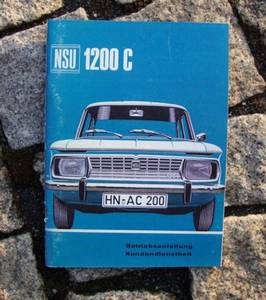 NSU 1200 C
HN-AC 200
Betriebsanleitung
Kundendienstheft